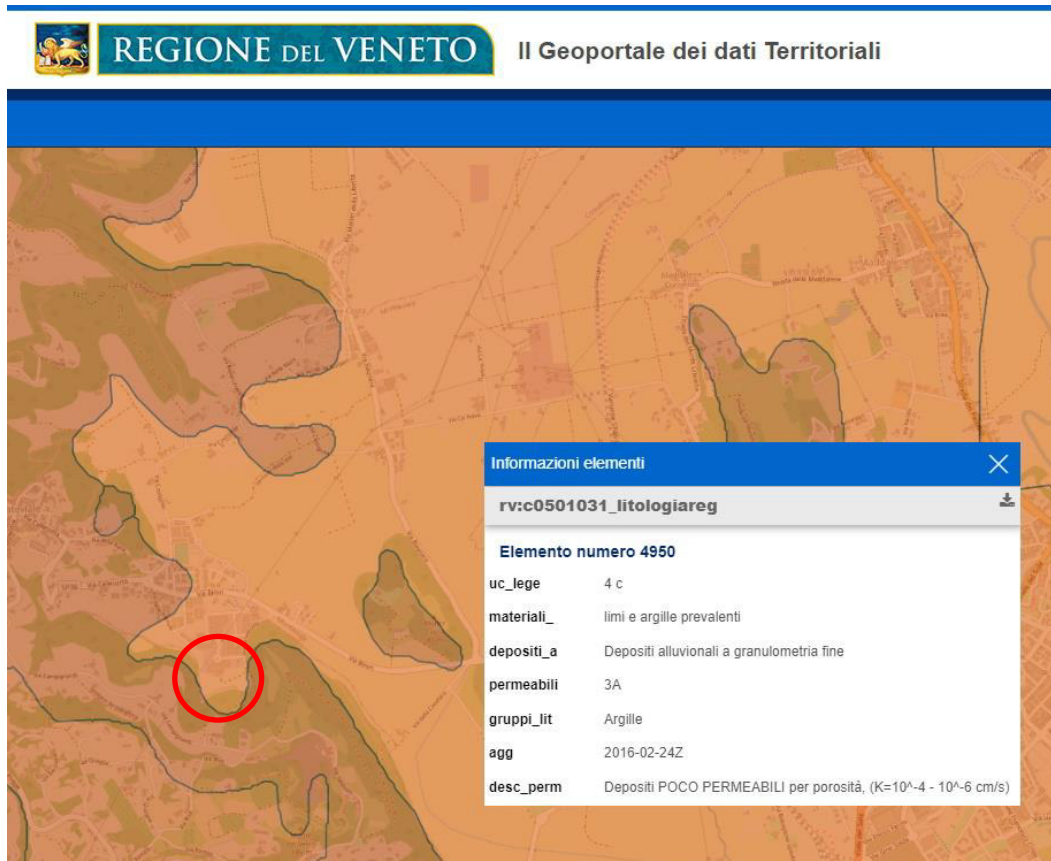 REGIONE DEL VENETO
Il Geoportale dei dati Territoriali
Informazioni elementi
rv:c0501031_litologiareg
Elemento numero 4950
uc_lege 4 c
materiali_ limi e argille prevalenti
depositi_a Depositi alluvionali a granulometria fine
permeabili 3A
gruppi_lit Argille
agg 2016-02-24Z
desc_perm Depositi POCO PERMEABILI per porosità, (K=10^-4 - 10^-6 cm/s)